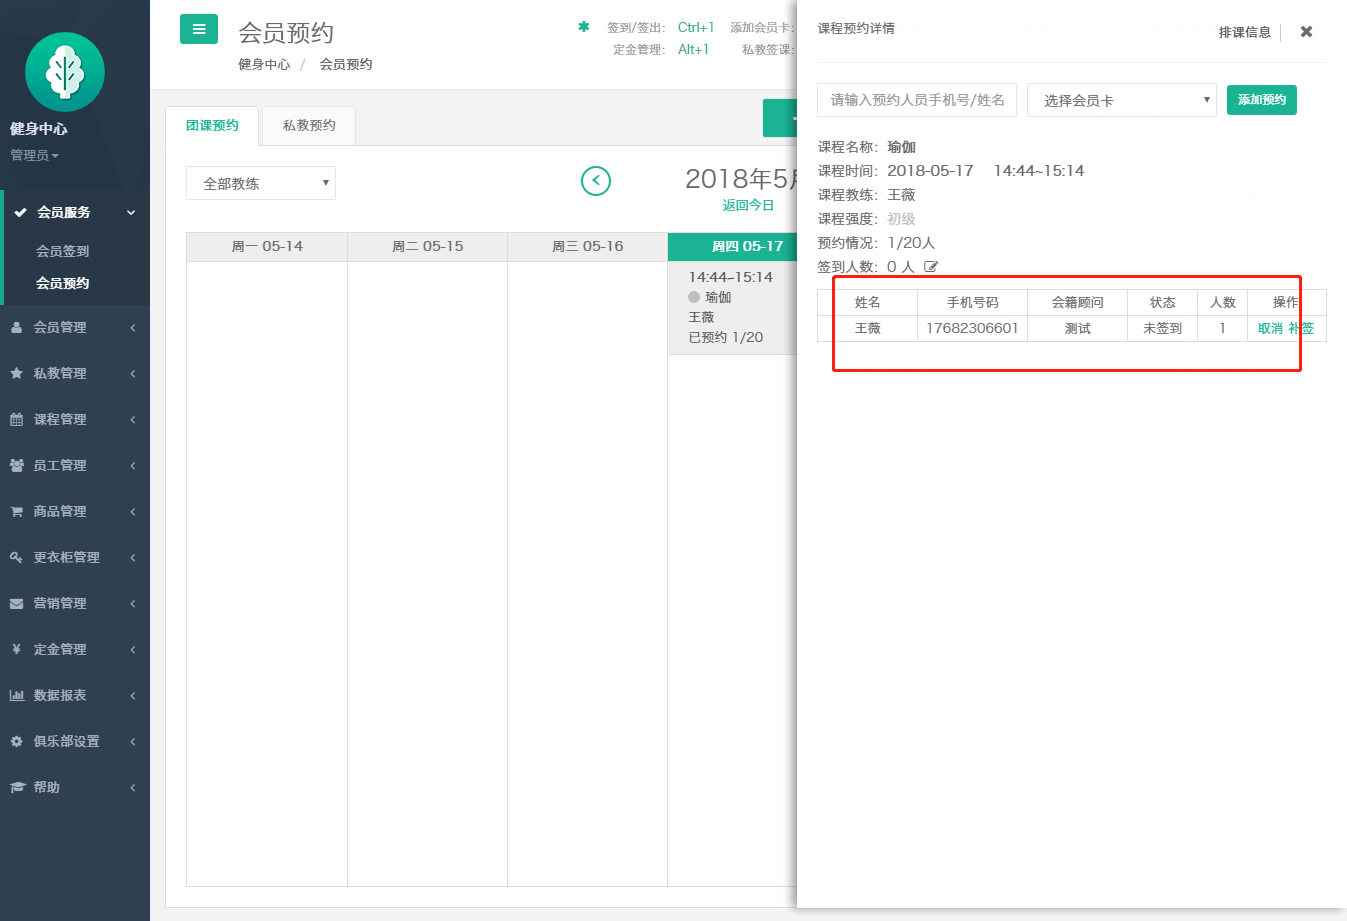 健身中心
管理员
会员服务
会员签到
会员预约
会员管理
私教管理
课程管理
员工管理
商品管理
更衣柜管理
营销管理
定金管理
数据报表
俱乐部设置
帮助
会员预约
健身中心 / 会员预约
签到/签出: Ctrl+1 添加会员卡:
定金管理: Alt+1 私教签课:
团课预约 私教预约
全部教练
2018年5月
返回今日
周一 05-14 周二 05-15 周三 05-16 周四 05-17
14:44~15:14
瑜伽
王薇
已预约 1/20
课程预约详情
排课信息
请输入预约人员手机号/姓名 选择会员卡 添加预约
课程名称: 瑜伽
课程时间: 2018-05-17 14:44~15:14
课程教练: 王薇
课程强度: 初级
预约情况: 1/20人
签到人数: 0 人
姓名 手机号码 会籍顾问 状态 人数 操作
王薇 17682306601 测试 未签到 1 取消 补签